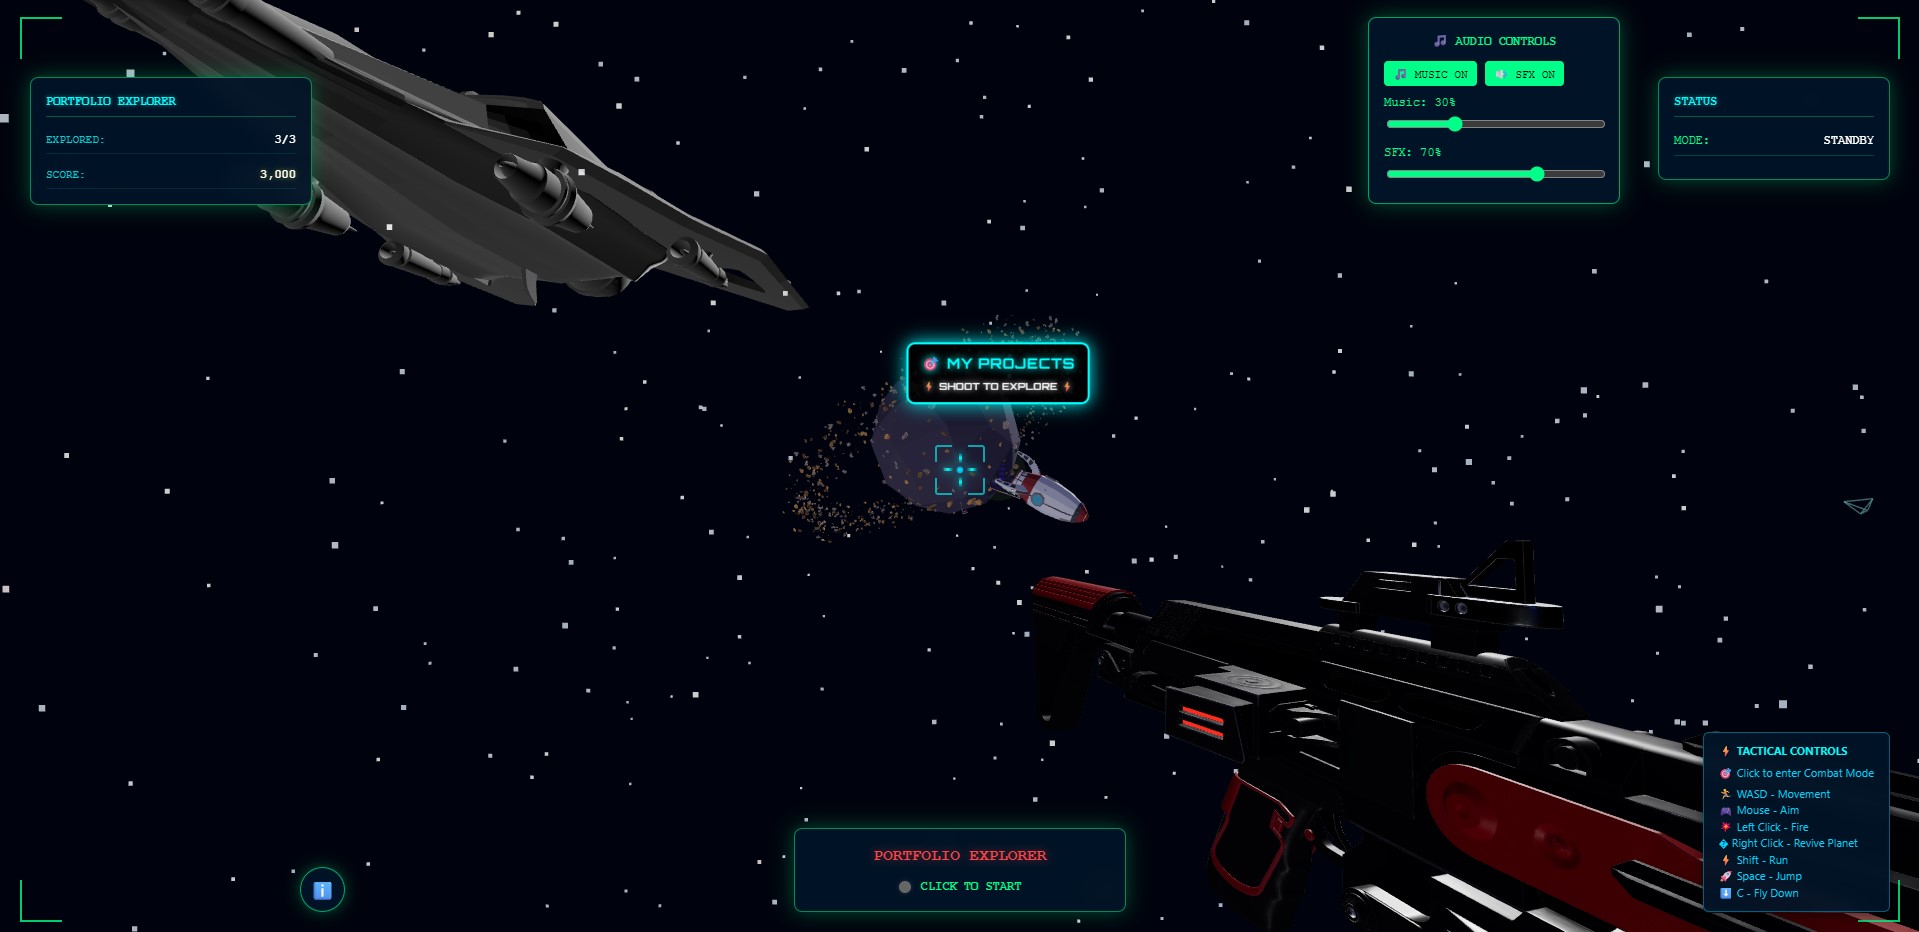 PORTFOLIO EXPLORER
EXPLORED: 3/3
SCORE: 3,000
AUDIO CONTROLS
MUSIC ON SFX ON
Music: 30%
SFX: 70%
STATUS
MODE: STANDBY
MY PROJECTS
SHOOT TO EXPLORE
PORTFOLIO EXPLORER
CLICK TO START
TACTICAL CONTROLS
Click to enter Combat Mode
WASD - Movement
Mouse - Aim
Left Click - Fire
� Right Click - Revive Planet
Shift - Run
Space - Jump
C - Fly Down